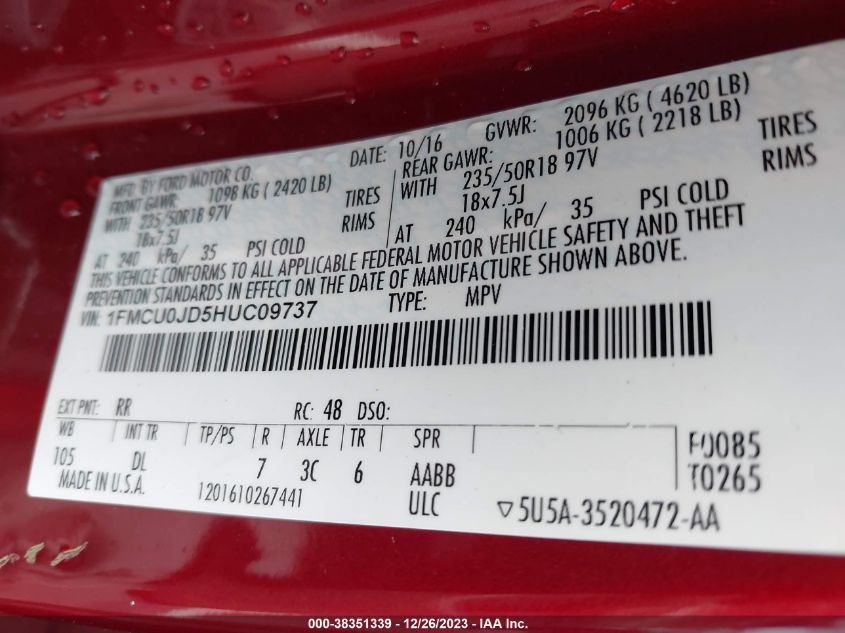 MFD. BY FORD MOTOR CO.
DATE: 10/16 GVWR: 2096 KG ( 4620 LB)
FRONT GAWR: 1098 KG ( 2420 LB)
REAR GAWR: 1006 KG ( 2218 LB)
WITH 235/50R18 97V TIRES
WITH 235/50R18 97V TIRES
18x7.5J RIMS
18x7.5J RIMS
AT 240 kPa/ 35 PSI COLD
AT 240 kPa/ 35 PSI COLD
THIS VEHICLE CONFORMS TO ALL APPLICABLE FEDERAL MOTOR VEHICLE SAFETY AND THEFT
PREVENTION STANDARDS IN EFFECT ON THE DATE OF MANUFACTURE SHOWN ABOVE.
VIN: 1FMCU0JD5HUC09737 TYPE: MPV
EXT PNT: RR RC: 48 DSO:
WB INT TR TP/PS R AXLE TR SPR
105 DL 7 3C 6 AABB
F0085
T0265
MADE IN U.S.A. 1201610267441 ULC
5U5A-3520472-AA
000-38351339 – 12/26/2023 – IAA Inc.